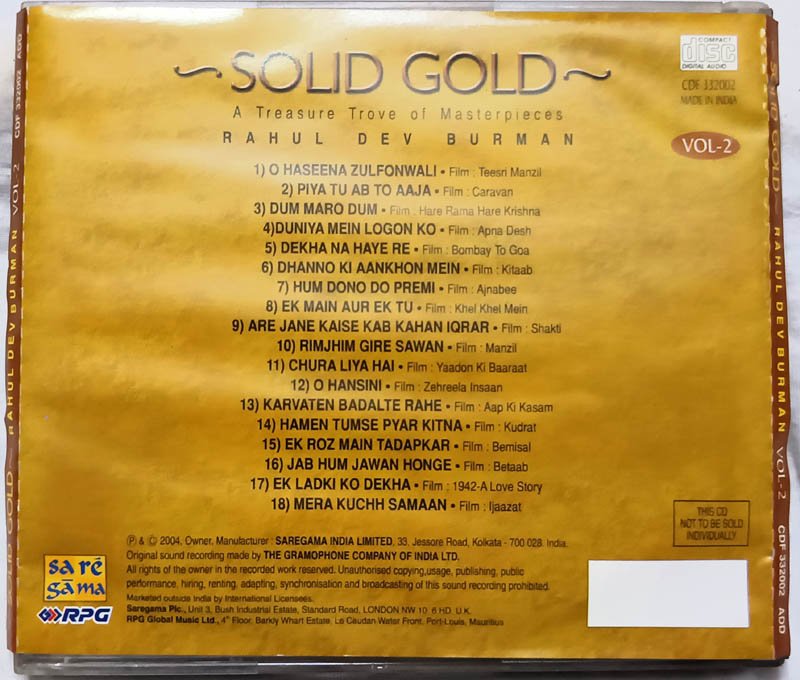 ~SOLID GOLD~
A Treasure Trove of Masterpieces
RAHUL DEV BURMAN
COMPACT
disc
DIGITAL AUDIO
CDF 332002
MADE IN INDIA
VOL-2
1) O HASEENA ZULFONWALI • Film : Teesri Manzil
2) PIYA TU AB TO AAJA • Film : Caravan
3) DUM MARO DUM • Film : Hare Rama Hare Krishna
4)DUNIYA MEIN LOGON KO • Film : Apna Desh
5) DEKHA NA HAYE RE • Film : Bombay To Goa
6) DHANNO KI AANKHON MEIN • Film : Kitaab
7) HUM DONO DO PREMI • Film : Ajnabee
8) EK MAIN AUR EK TU • Film : Khel Khel Mein
9) ARE JANE KAISE KAB KAHAN IQRAR • Film : Shakti
10) RIMJHIM GIRE SAWAN • Film : Manzil
11) CHURA LIYA HAI • Film : Yaadon Ki Baaraat
12) O HANSINI • Film : Zehreela Insaan
13) KARVATEN BADALTE RAHE • Film : Aap Ki Kasam
14) HAMEN TUMSE PYAR KITNA • Film : Kudrat
15) EK ROZ MAIN TADAPKAR • Film : Bemisal
16) JAB HUM JAWAN HONGE • Film : Betaab
17) EK LADKI KO DEKHA • Film : 1942-A Love Story
18) MERA KUCHH SAMAAN • Film : Ijaazat
THIS CD
NOT TO BE SOLD
INDIVIDUALLY
℗ & © 2004, Owner, Manufacturer : SAREGAMA INDIA LIMITED, 33, Jessore Road, Kolkata - 700 028. India.
Original sound recording made by THE GRAMOPHONE COMPANY OF INDIA LTD.
All rights of the owner in the recorded work reserved. Unauthorised copying,usage, publishing, public
performance, hiring, renting, adapting, synchronisation and broadcasting of this sound recording prohibited.
Marketed outside India by International Licensees.
Saregama Plc., Unit 3, Bush Industrial Estate, Standard Road, LONDON NW 10, 6 HD, U.K.
RPG Global Music Ltd., 4th Floor, Barkly Wharf Estate, Le Caudan Water Front, Port-Louis, Mauritius
sa rē
gama
RPG
SOLID GOLD RAHUL DEV BURMAN VOL-2 CDF 332002 ADD
SOLID GOLD RAHUL DEV BURMAN VOL-2 CDF 332002 ADD